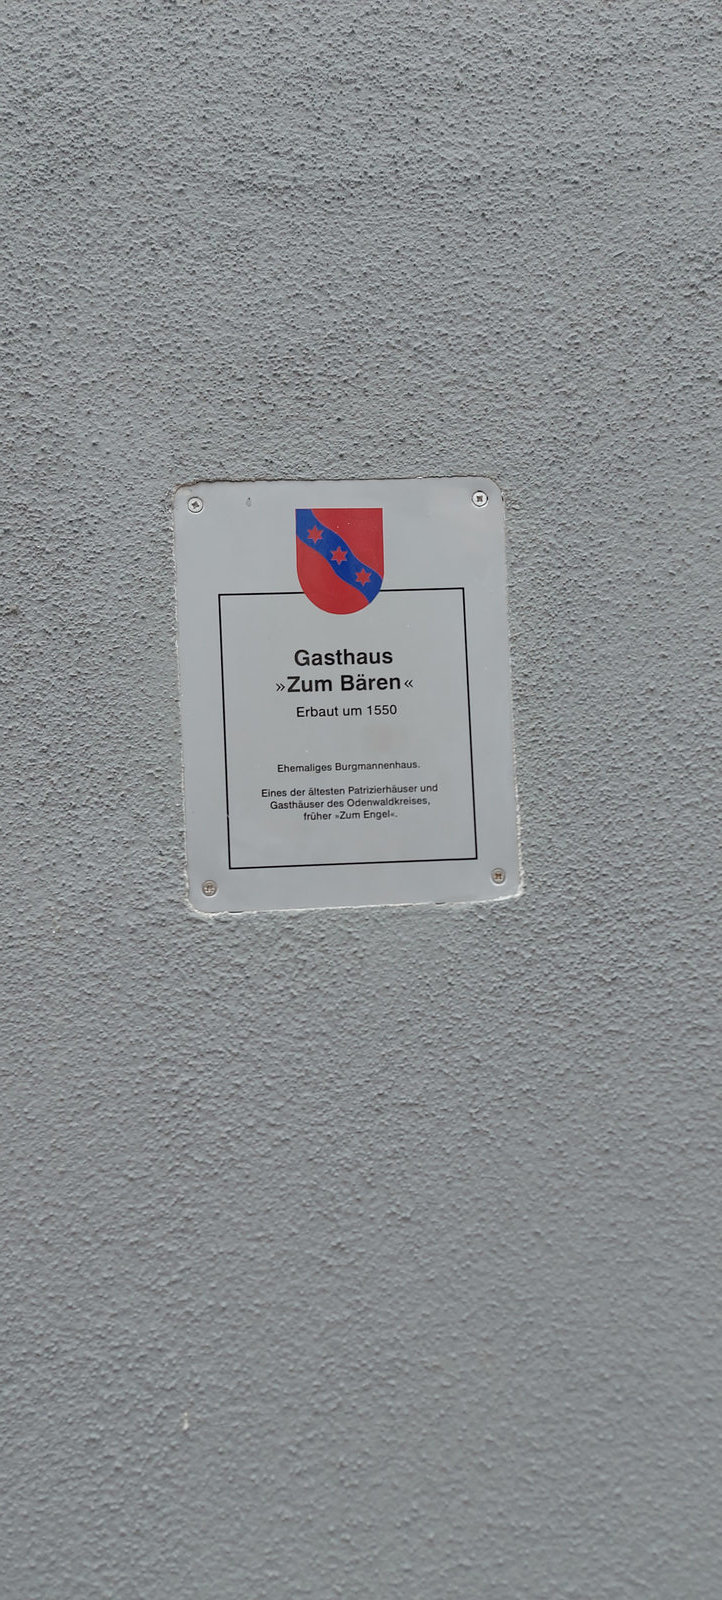 Gasthaus
»Zum Bären«
Erbaut um 1550
Ehemaliges Burgmannenhaus.
Eines der ältesten Patrizierhäuser und
Gasthäuser des Odenwaldkreises,
früher »Zum Engel«.